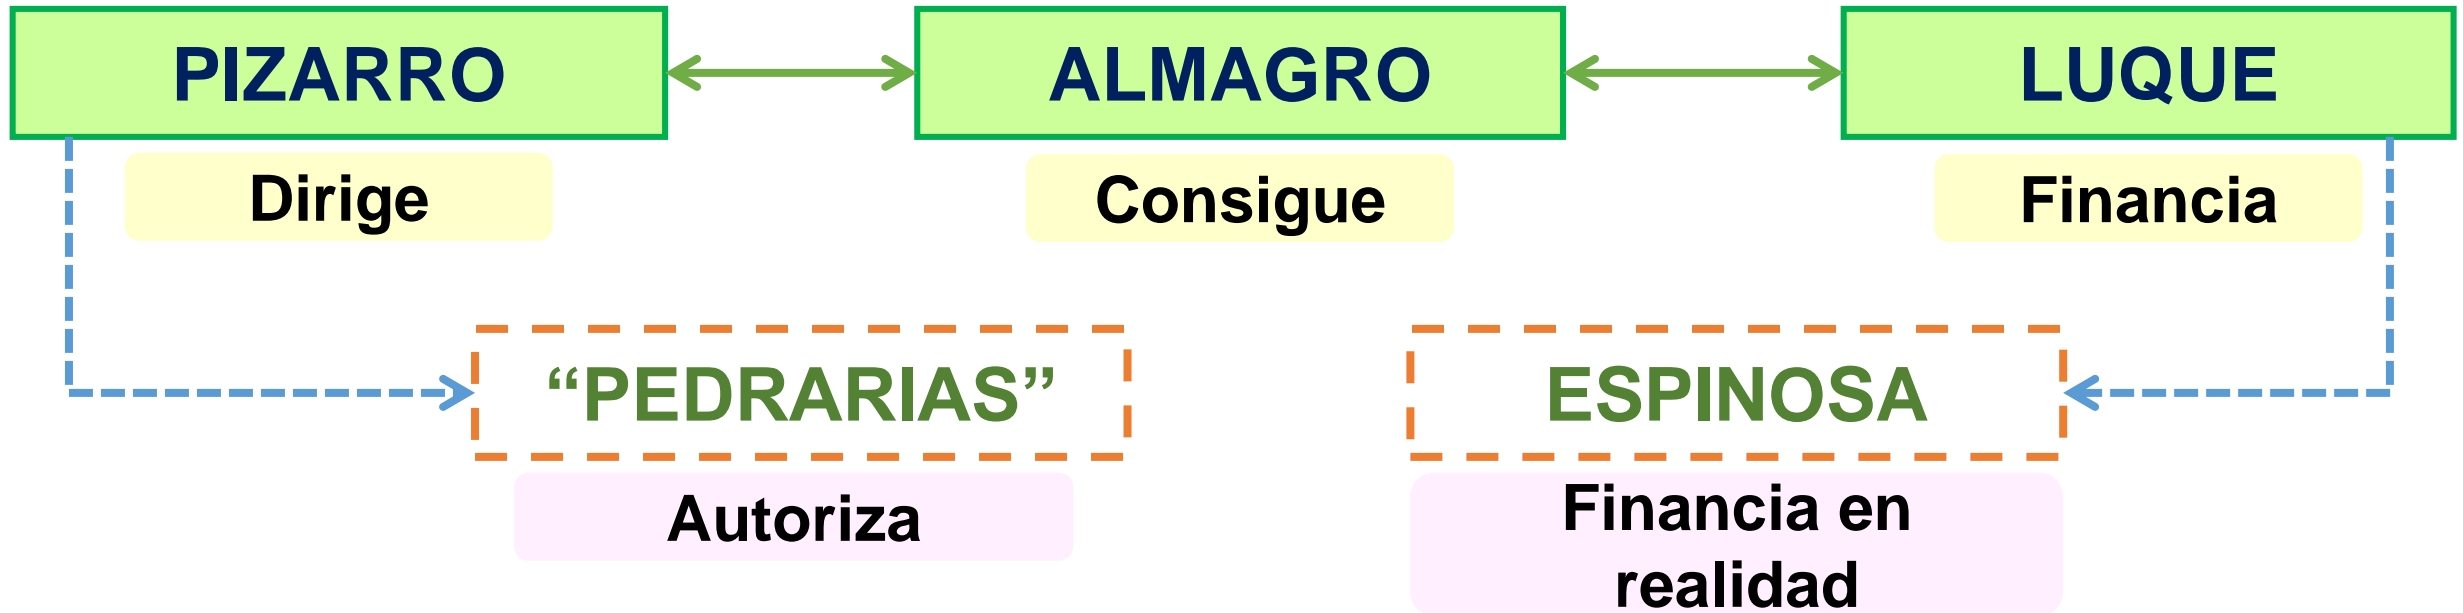 PIZARRO
ALMAGRO
LUQUE
Dirige
Consigue
Financia
“PEDRARIAS”
ESPINOSA
Autoriza
Financia en
realidad